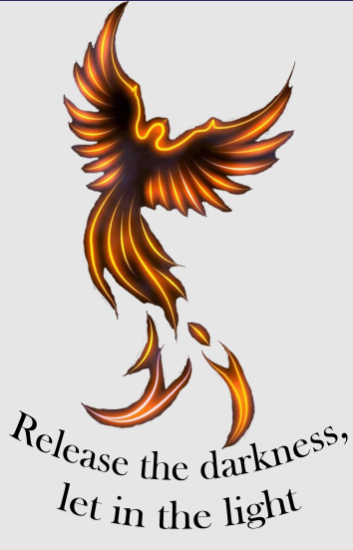 Release the darkness,
let in the light